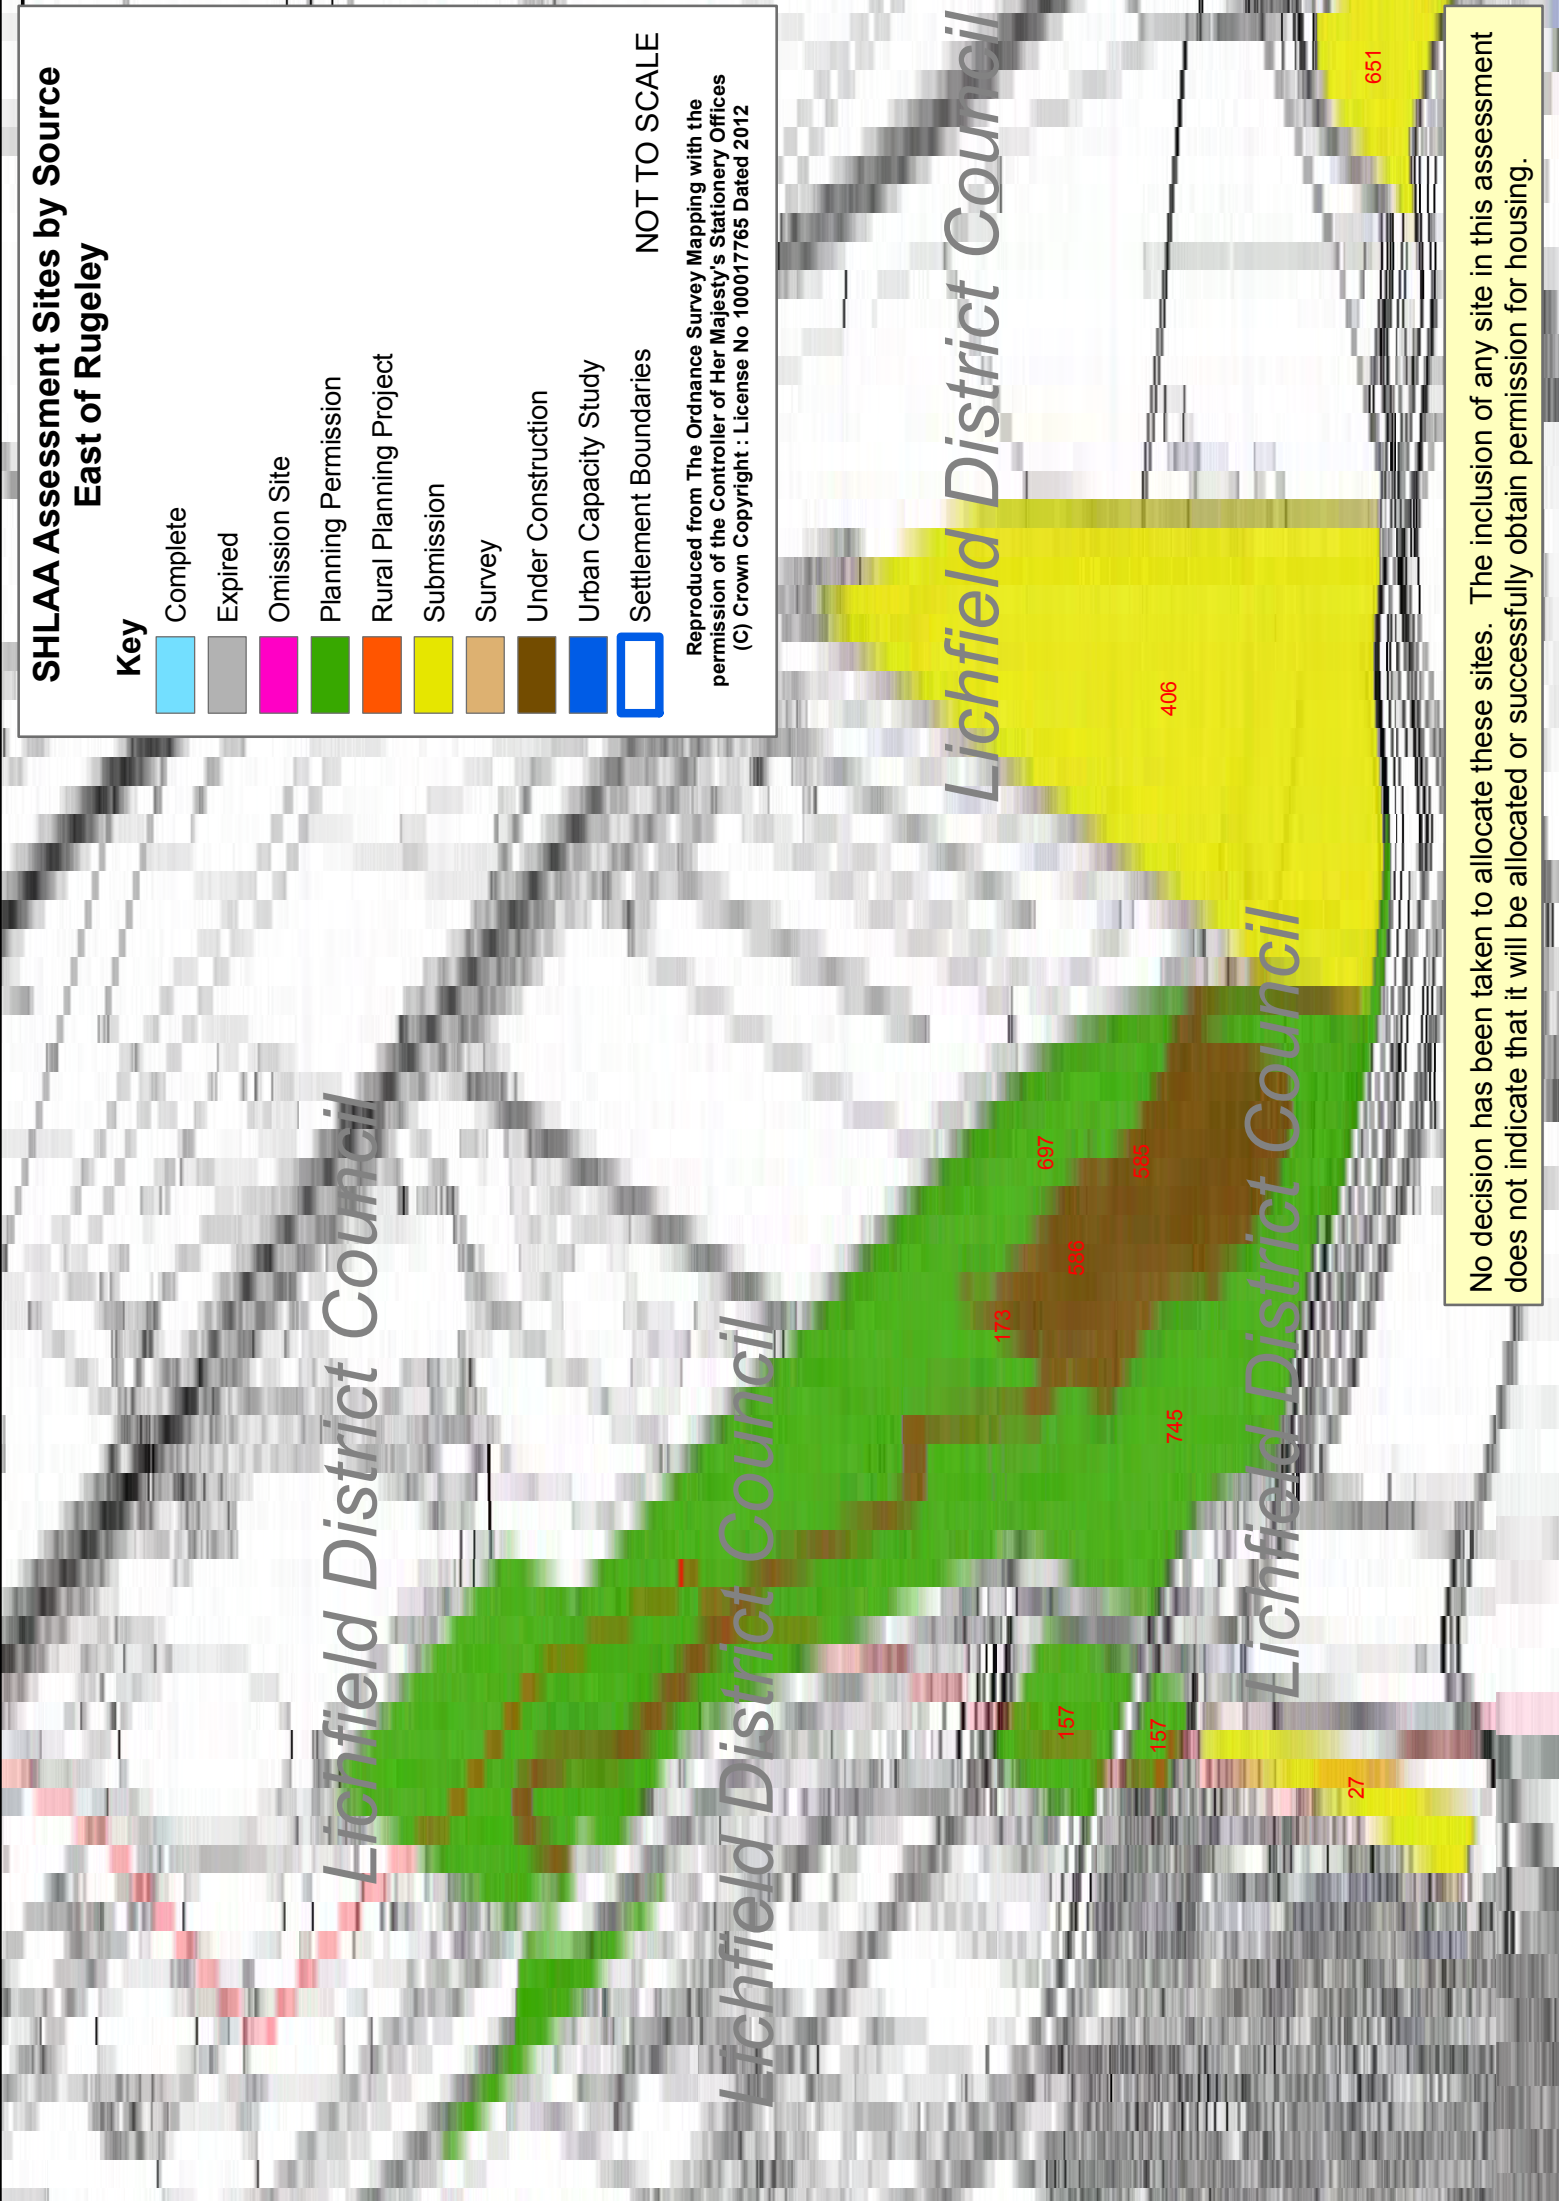 SHLAA Assessment Sites by Source
East of Rugeley
Key
Complete
Expired
Omission Site
Planning Permission
Rural Planning Project
Submission
Survey
Under Construction
Urban Capacity Study
Settlement Boundaries
NOT TO SCALE
Reproduced from The Ordnance Survey Mapping with the
permission of the Controller of Her Majesty's Stationery Offices
(C) Crown Copyright : License No 100017765 Dated 2012
Lichfield District Council
Lichfield District Council
Lichfield District Council
Lichfield District Council
651
406
697
585
586
173
745
157
157
27
No decision has been taken to allocate these sites. The inclusion of any site in this assessment
does not indicate that it will be allocated or successfully obtain permission for housing.